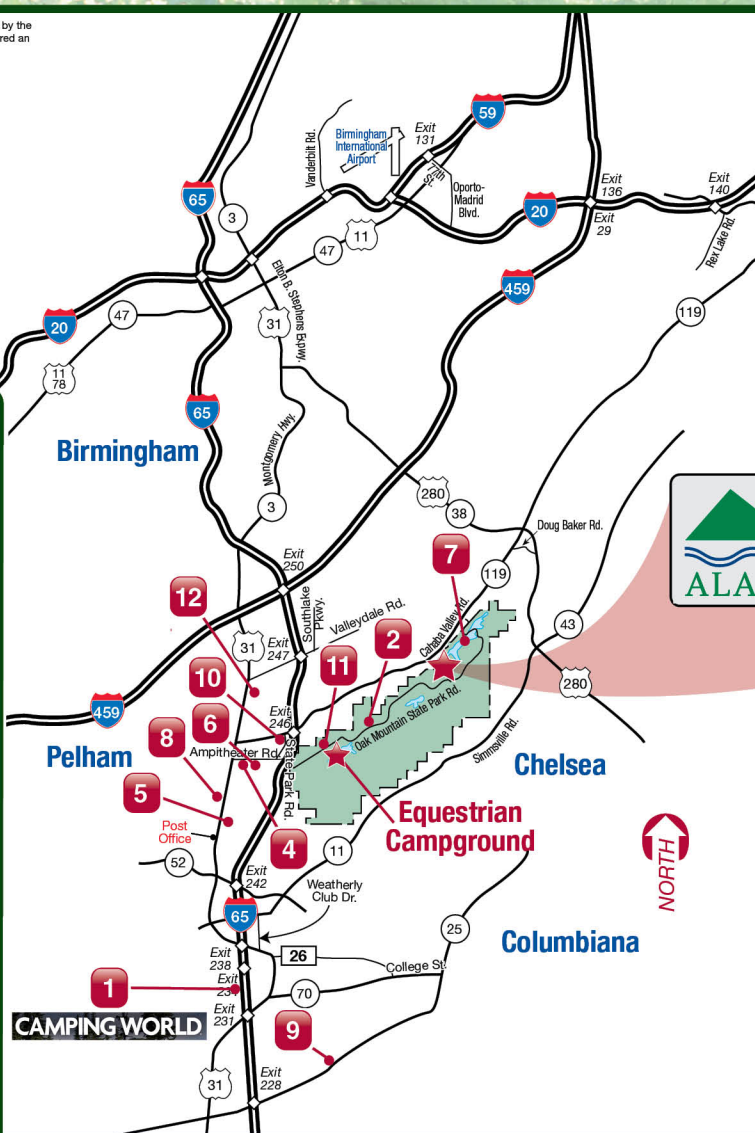 by the
red an
59
Exit
131
Birmingham
International
Airport
Vanderbilt Rd.
77th
St.
Oporto-
Madrid
Blvd.
Exit
136
Exit
140
65
3
20
Exit
29
Rex Lake Rd.
11
47
Elton B. Stephens Expwy.
459
119
20
47
31
11
78
65
Birmingham
Montgomery Hwy.
280
38
3
Doug Baker Rd.
7
ALA
Exit
250
119
12
Southlake
Pkwy.
Valleydale Rd.
Cahaba Valley Rd.
43
31
Exit
247
11
2
10
280
459
Exit
246
Oak Mountain State Park Rd.
Simmsville Rd.
8
6
Pelham
Ampitheater Rd.
State Park Rd.
Chelsea
5
Equestrian
Campground
Post
Office
4
NORTH
11
52
Exit
242
Weatherly
Club Dr.
65
25
Columbiana
Exit
238
26
College St.
Exit
234
1
70
Exit
231
CAMPING WORLD
9
31
Exit
228